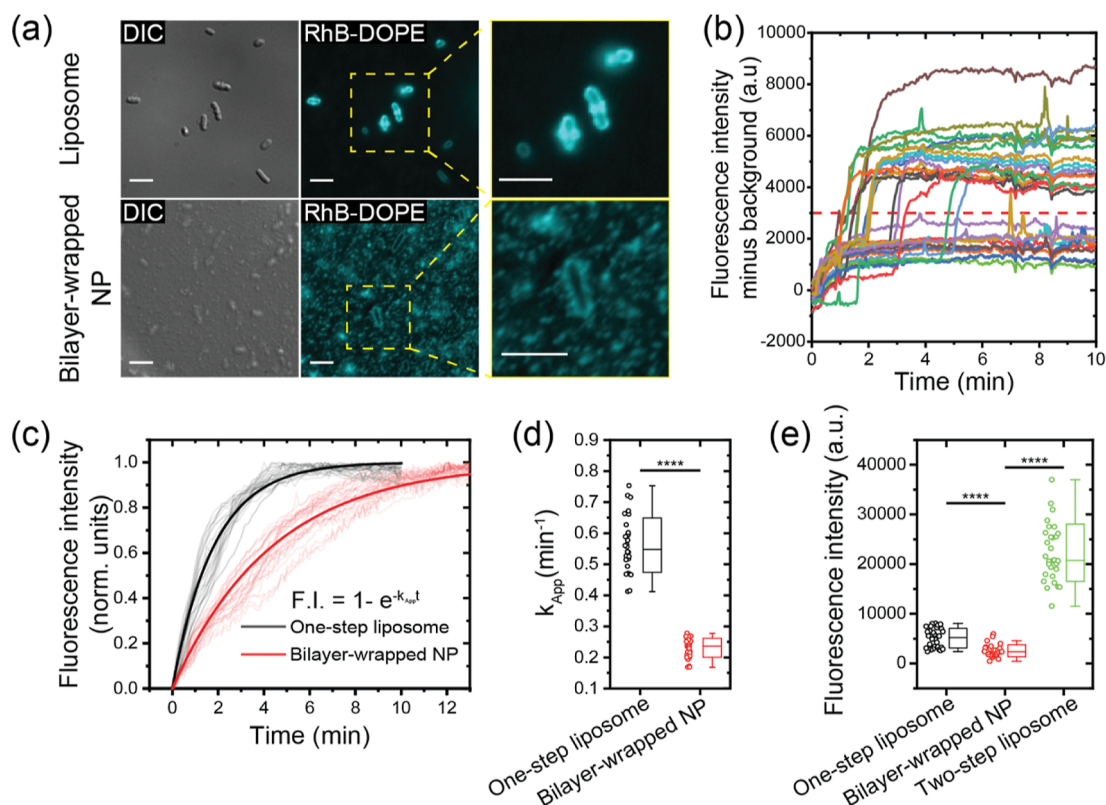 (a)
DIC
RhB-DOPE
Liposome
DIC
RhB-DOPE
Bilayer-wrapped
NP
(b)
Fluorescence intensity
minus background (a.u)
10000
8000
6000
4000
2000
0
-2000
0 2 4 6 8 10
Time (min)
(c)
Fluorescence intensity
(norm. units)
1.0
0.8
0.6
0.4
0.2
0.0
F.I. = 1- e-kAppt
One-step liposome
Bilayer-wrapped NP
0 2 4 6 8 10 12
Time (min)
(d)
kApp(min-1)
0.9
0.8
0.7
0.6
0.5
0.4
0.3
0.2
0.1
****
One-step liposome
Bilayer-wrapped NP
(e)
Fluorescence intensity (a.u.)
40000
30000
20000
10000
0
****
****
One-step liposome
Bilayer-wrapped NP
Two-step liposome